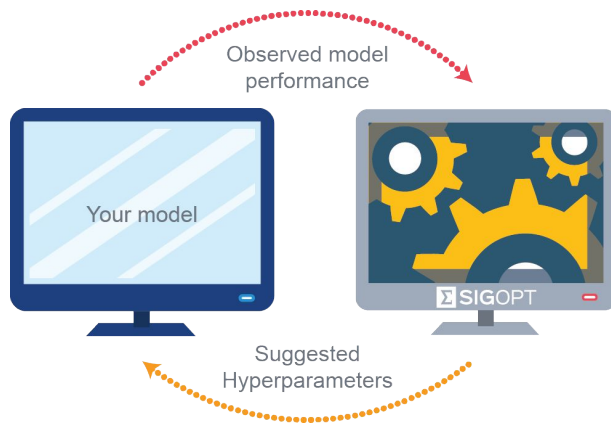 Observed model
performance
Your model
SIGOPT
Suggested
Hyperparameters